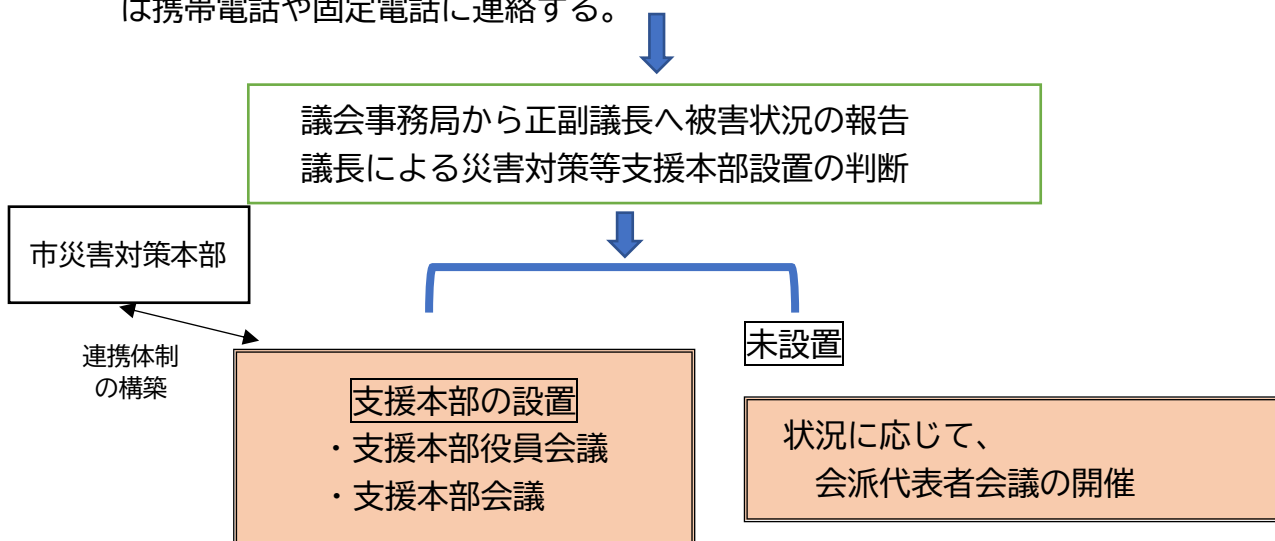 は携帯電話や固定電話に連絡する。
議会事務局から正副議長へ被害状況の報告
議長による災害対策等支援本部設置の判断
市災害対策本部
連携体制
の構築
支援本部の設置
・支援本部役員会議
・支援本部会議
未設置
状況に応じて、
会派代表者会議の開催